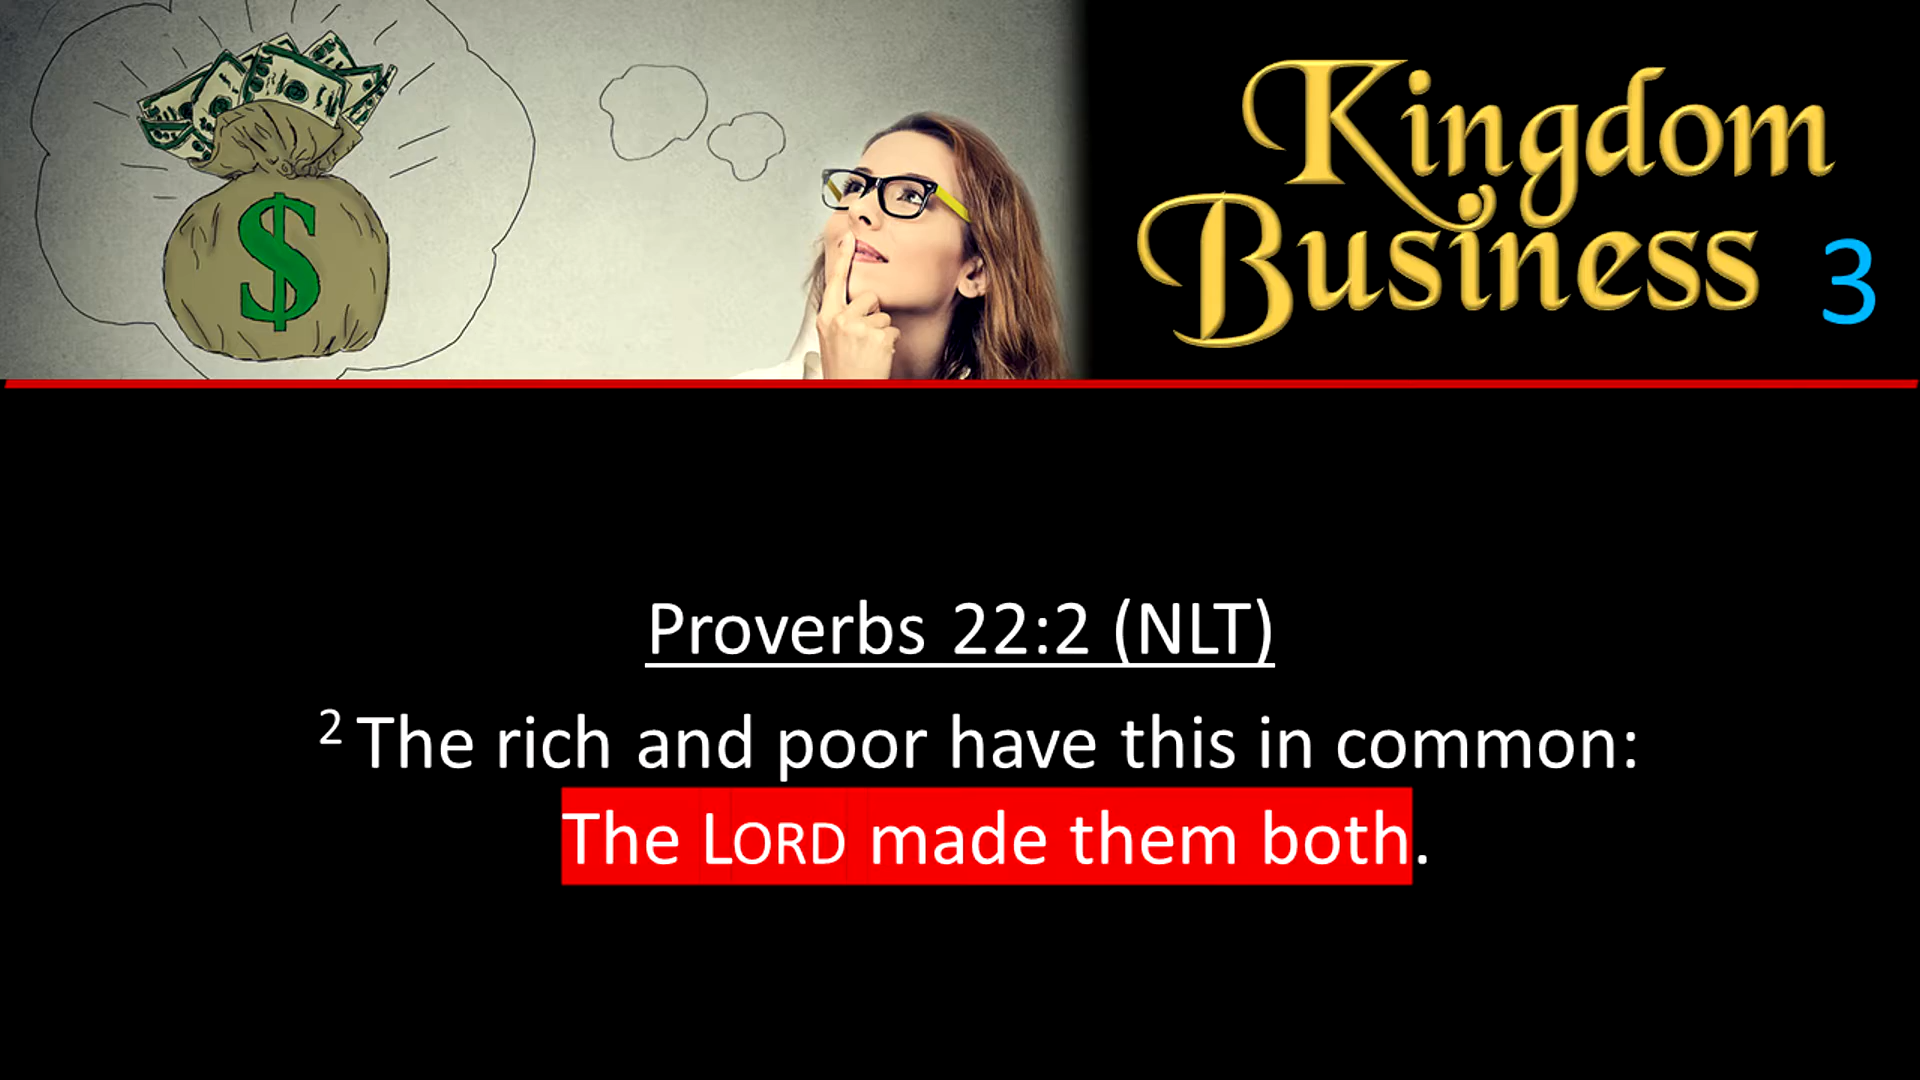 $
Kingdom
Business 3
Proverbs 22:2 (NLT)
2 The rich and poor have this in common:
The LORD made them both.